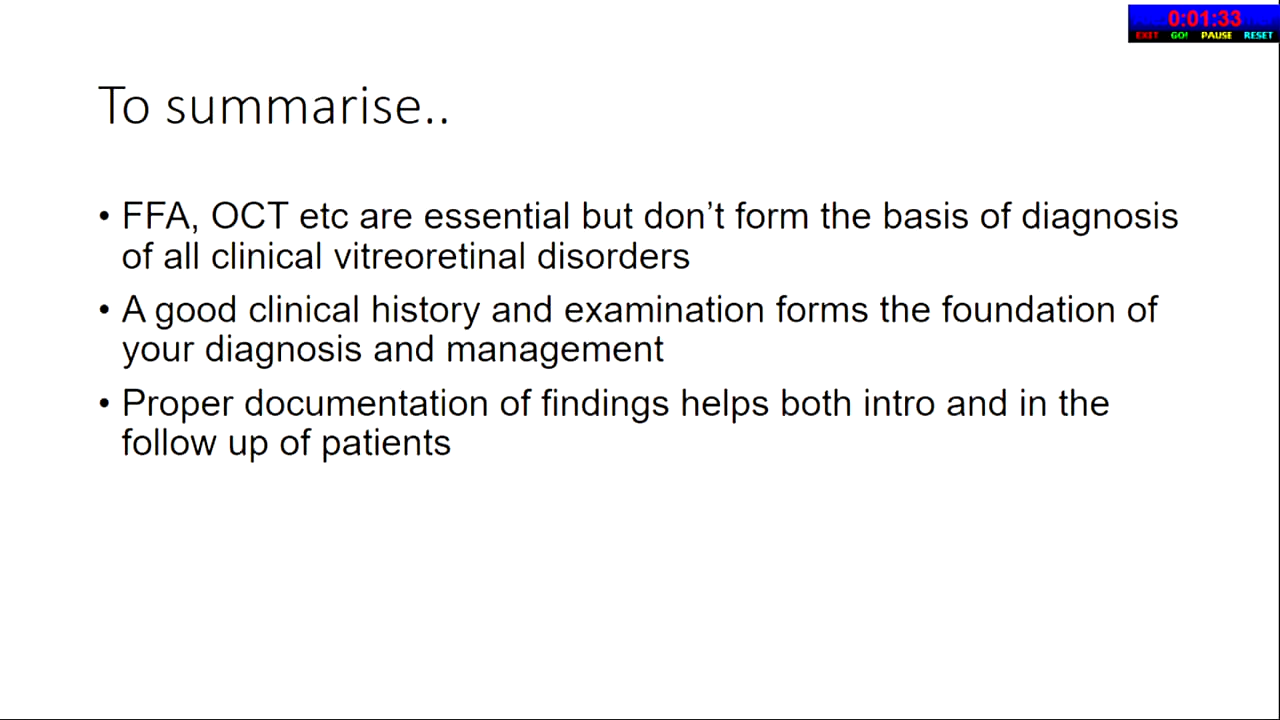 0:01:33
EXIT GO! PAUSE RESET
To summarise..
• FFA, OCT etc are essential but don’t form the basis of diagnosis
of all clinical vitreoretinal disorders
• A good clinical history and examination forms the foundation of
your diagnosis and management
• Proper documentation of findings helps both intro and in the
follow up of patients